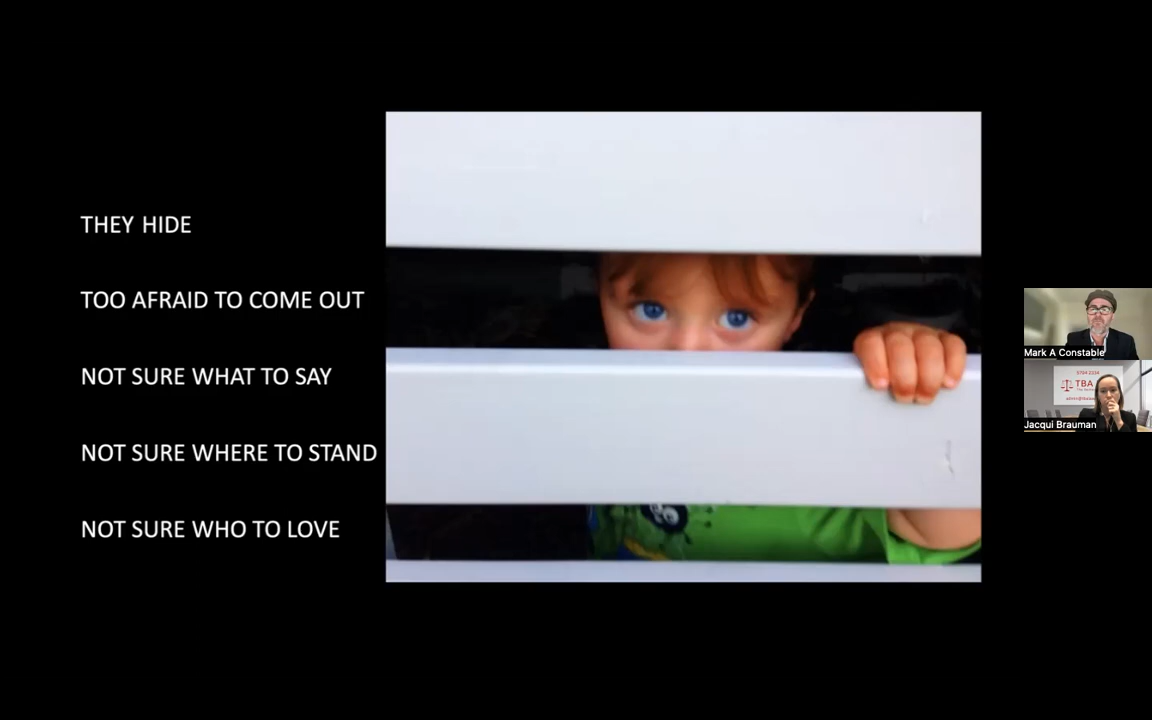 THEY HIDE
TOO AFRAID TO COME OUT
NOT SURE WHAT TO SAY
NOT SURE WHERE TO STAND
NOT SURE WHO TO LOVE
Mark A Constable
TBA
Jacqui Brauman